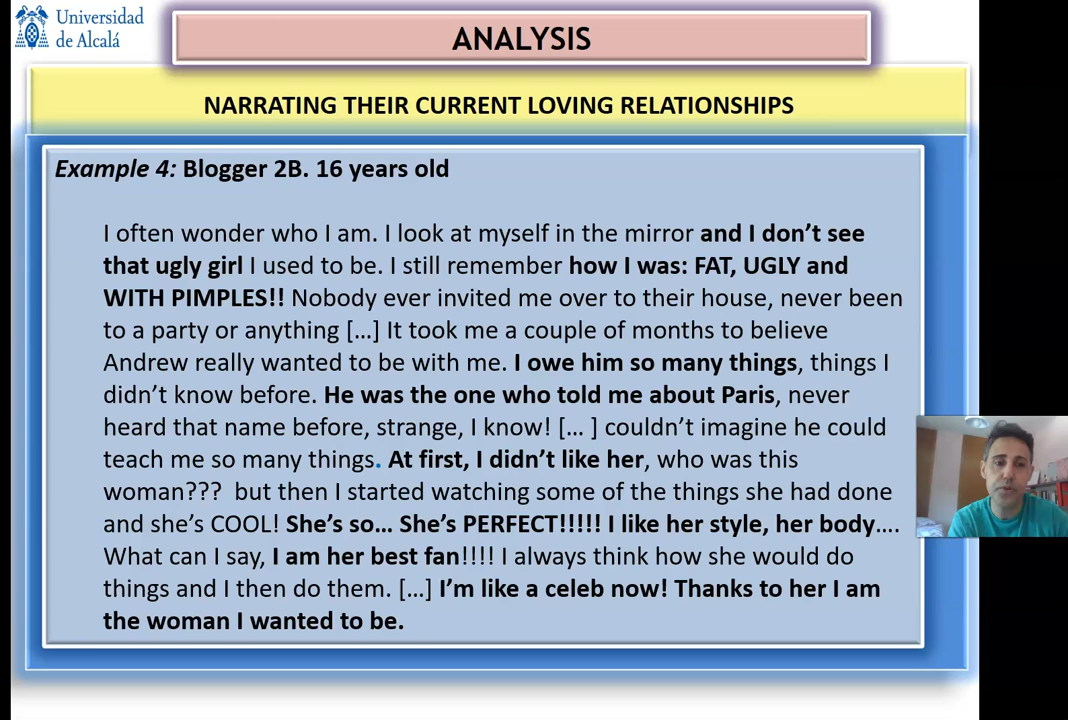 Universidad
de Alcalá
ANALYSIS
NARRATING THEIR CURRENT LOVING RELATIONSHIPS
Example 4: Blogger 2B. 16 years old
I often wonder who I am. I look at myself in the mirror and I don’t see
that ugly girl I used to be. I still remember how I was: FAT, UGLY and
WITH PIMPLES!! Nobody ever invited me over to their house, never been
to a party or anything […] It took me a couple of months to believe
Andrew really wanted to be with me. I owe him so many things, things I
didn’t know before. He was the one who told me about Paris, never
heard that name before, strange, I know! [… ] couldn’t imagine he could
teach me so many things. At first, I didn’t like her, who was this
woman??? but then I started watching some of the things she had done
and she’s COOL! She’s so… She’s PERFECT!!!!! I like her style, her body….
What can I say, I am her best fan!!!! I always think how she would do
things and I then do them. […] I’m like a celeb now! Thanks to her I am
the woman I wanted to be.